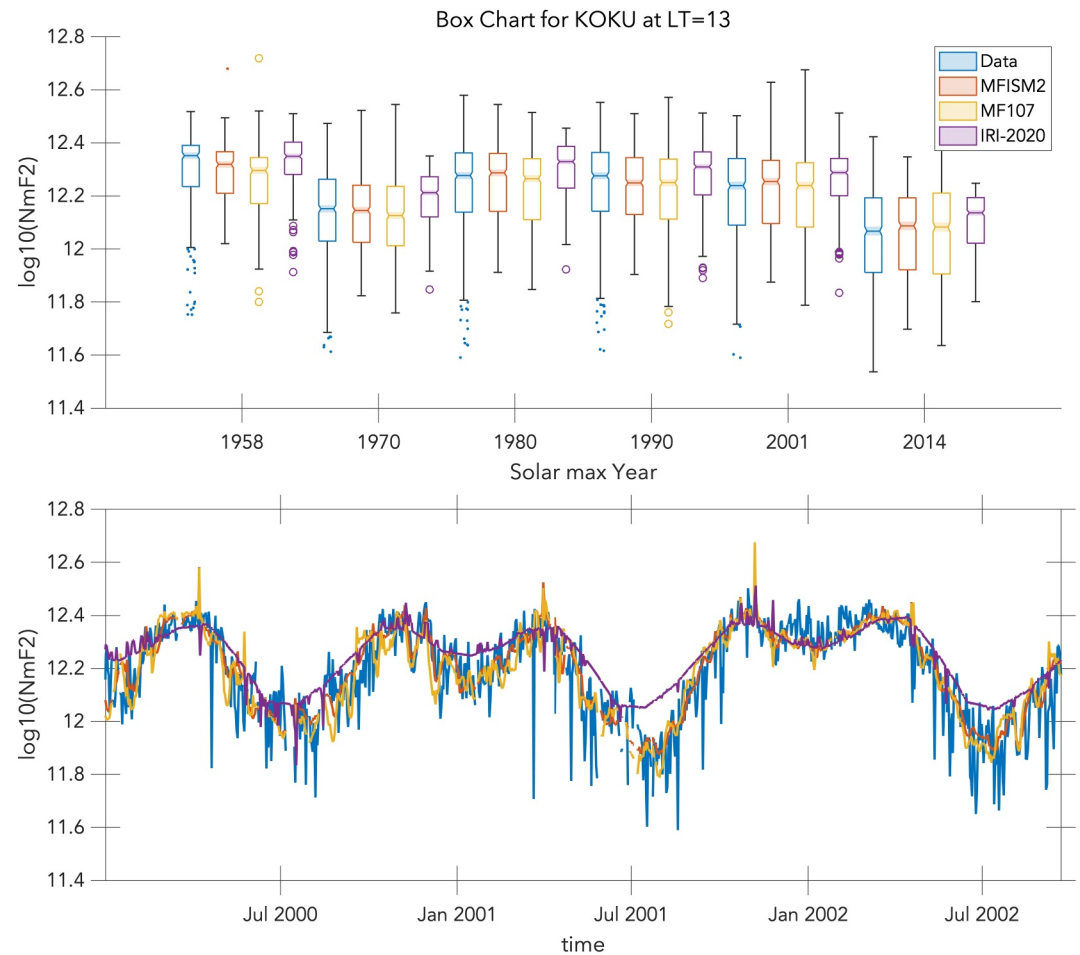 Box Chart for KOKU at LT=13
12.8
12.6
12.4
12.2
12
11.8
11.6
11.4
log10(NmF2)
Data
MFISM2
MF107
IRI-2020
1958 1970 1980 1990 2001 2014
Solar max Year
12.8
12.6
12.4
12.2
12
11.8
11.6
11.4
log10(NmF2)
Jul 2000 Jan 2001 Jul 2001 Jan 2002 Jul 2002
time